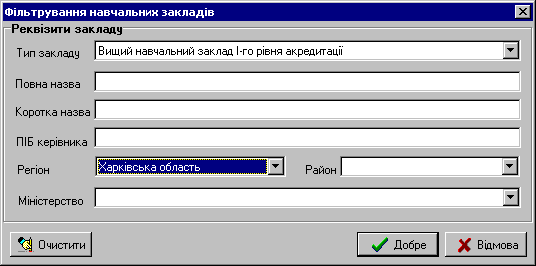 Фільтрування навчальних закладів
Реквізити закладу
Тип закладу Вищий навчальний заклад I-го рівня акредитації
Повна назва
Коротка назва
ПІБ керівника
Регіон Харківська область Район
Міністерство
Очистити Добре Відмова